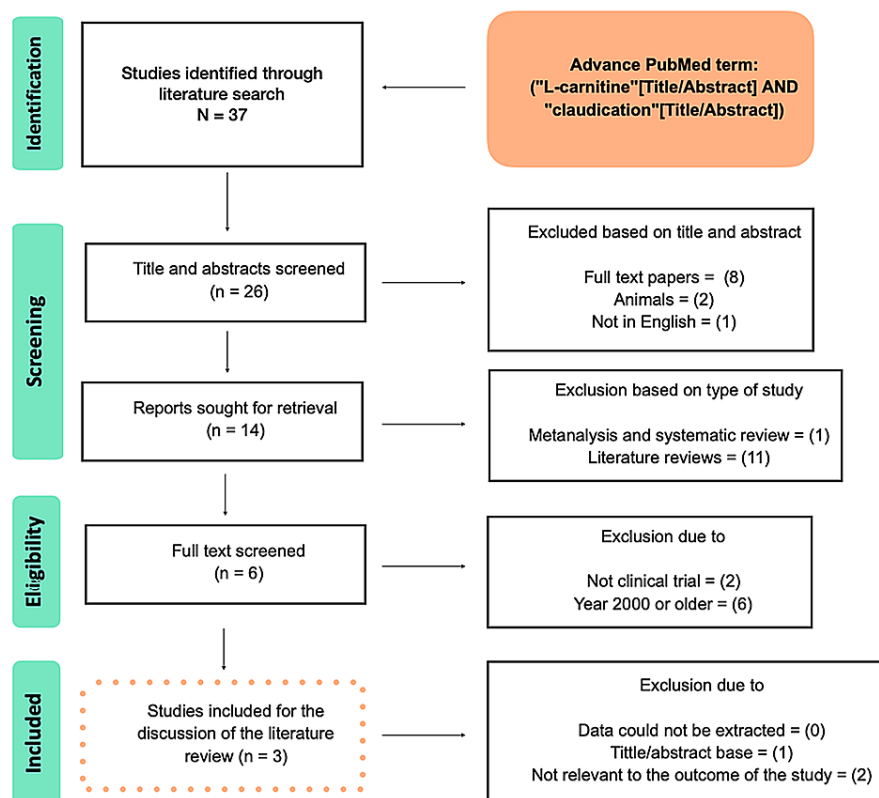 Identification
Studies identified through
literature search
N = 37
Advance PubMed term:
("L-carnitine"[Title/Abstract] AND
"claudication"[Title/Abstract])
Screening
Title and abstracts screened
(n = 26)
Excluded based on title and abstract
Full text papers = (8)
Animals = (2)
Not in English = (1)
Reports sought for retrieval
(n = 14)
Exclusion based on type of study
Metanalysis and systematic review = (1)
Literature reviews = (11)
Eligibility
Full text screened
(n = 6)
Exclusion due to
Not clinical trial = (2)
Year 2000 or older = (6)
Included
Studies included for the
discussion of the literature
review (n = 3)
Exclusion due to
Data could not be extracted = (0)
Tittle/abstract base = (1)
Not relevant to the outcome of the study = (2)